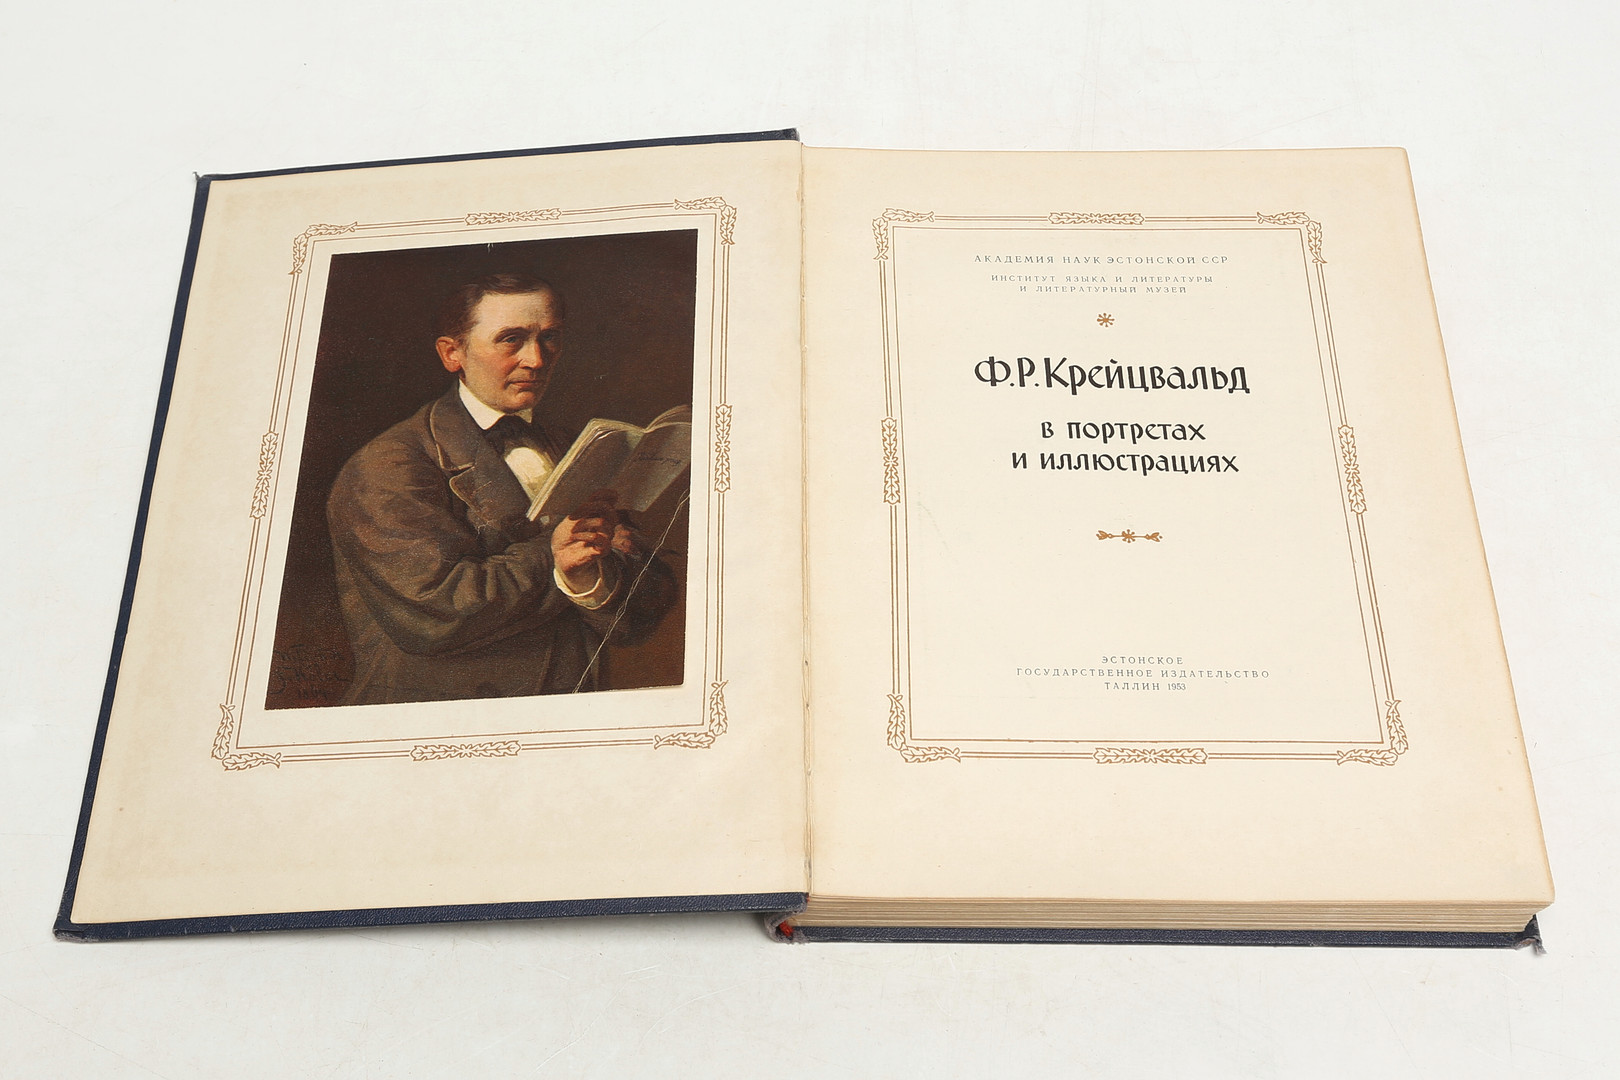 АКАДЕМИЯ НАУК ЭСТОНСКОЙ ССР
ИНСТИТУТ ЯЗЫКА И ЛИТЕРАТУРЫ
И ЛИТЕРАТУРНЫЙ МУЗЕЙ
Ф.Р. Крейцвальд
в портретах
и иллюстрациях
ЭСТОНСКОЕ
ГОСУДАРСТВЕННОЕ ИЗДАТЕЛЬСТВО
ТАЛЛИН 1953